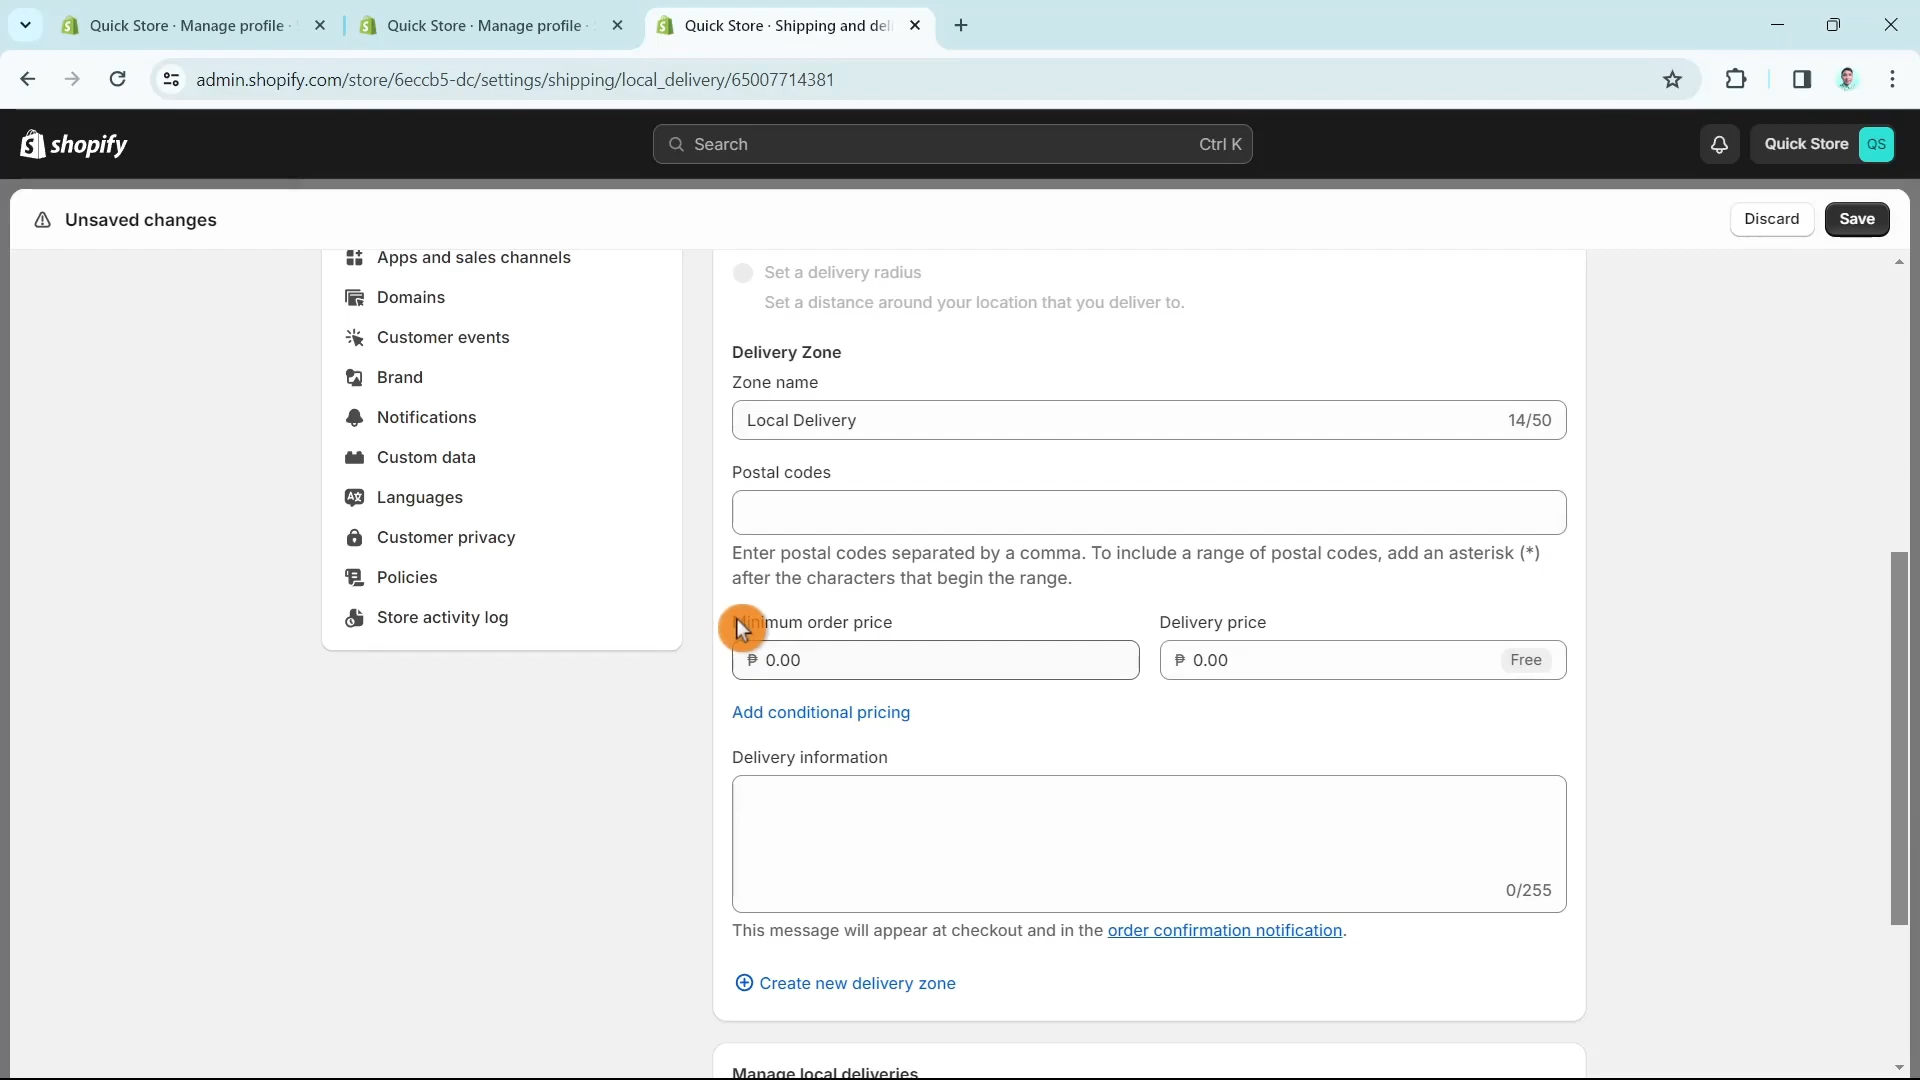 Quick Store · Manage profile ·
Quick Store · Manage profile ·
Quick Store · Shipping and deli
admin.shopify.com/store/6eccb5-dc/settings/shipping/local_delivery/65007714381
shopify
Search
Ctrl K
Quick Store
QS
Unsaved changes
Discard
Save
Apps and sales channels
Domains
Customer events
Brand
Notifications
Custom data
Languages
Customer privacy
Policies
Store activity log
Set a delivery radius
Set a distance around your location that you deliver to.
Delivery Zone
Zone name
Local Delivery
14/50
Postal codes
Enter postal codes separated by a comma. To include a range of postal codes, add an asterisk (*)
after the characters that begin the range.
Minimum order price
Delivery price
₱ 0.00
₱ 0.00
Free
Add conditional pricing
Delivery information
0/255
This message will appear at checkout and in the order confirmation notification.
Create new delivery zone
Manage local deliveries